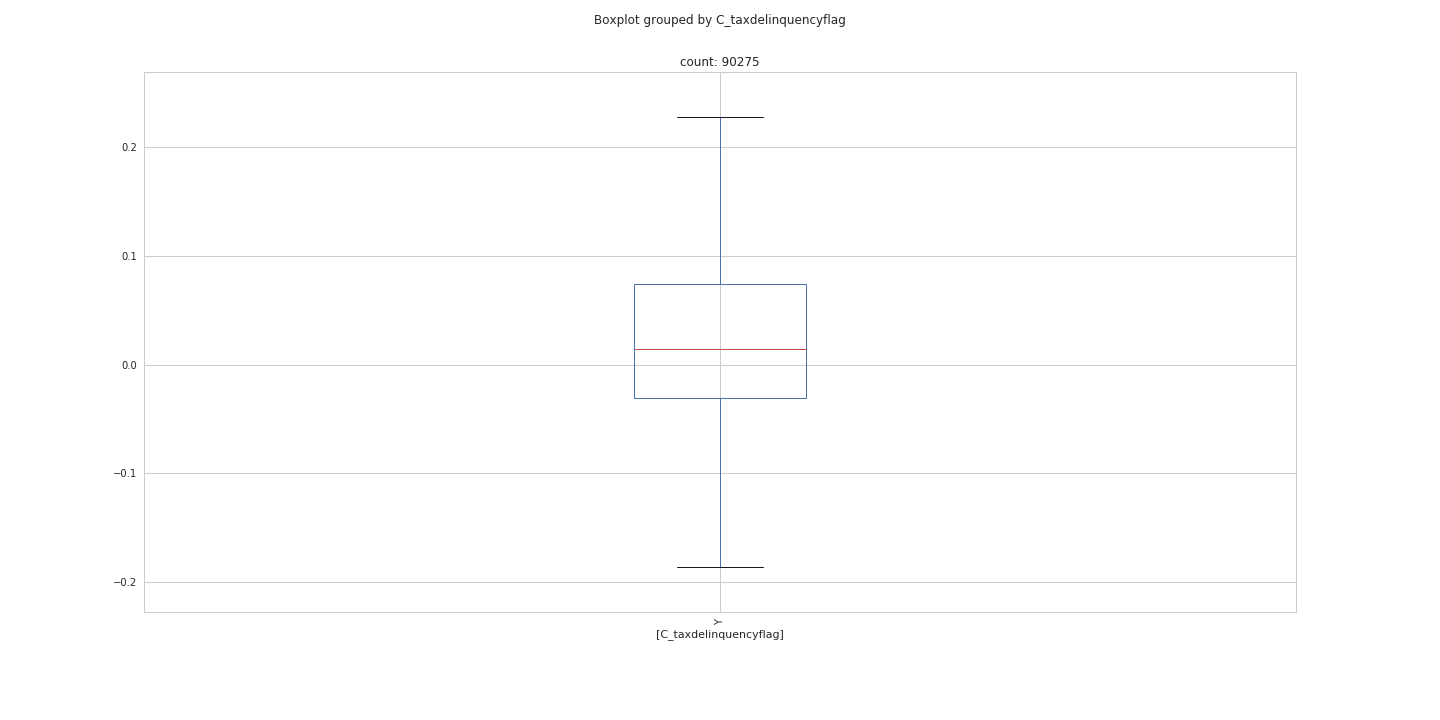 Boxplot grouped by C_taxdelinquencyflag
count: 90275
0.2
0.1
0.0
−0.1
−0.2
Y
[C_taxdelinquencyflag]